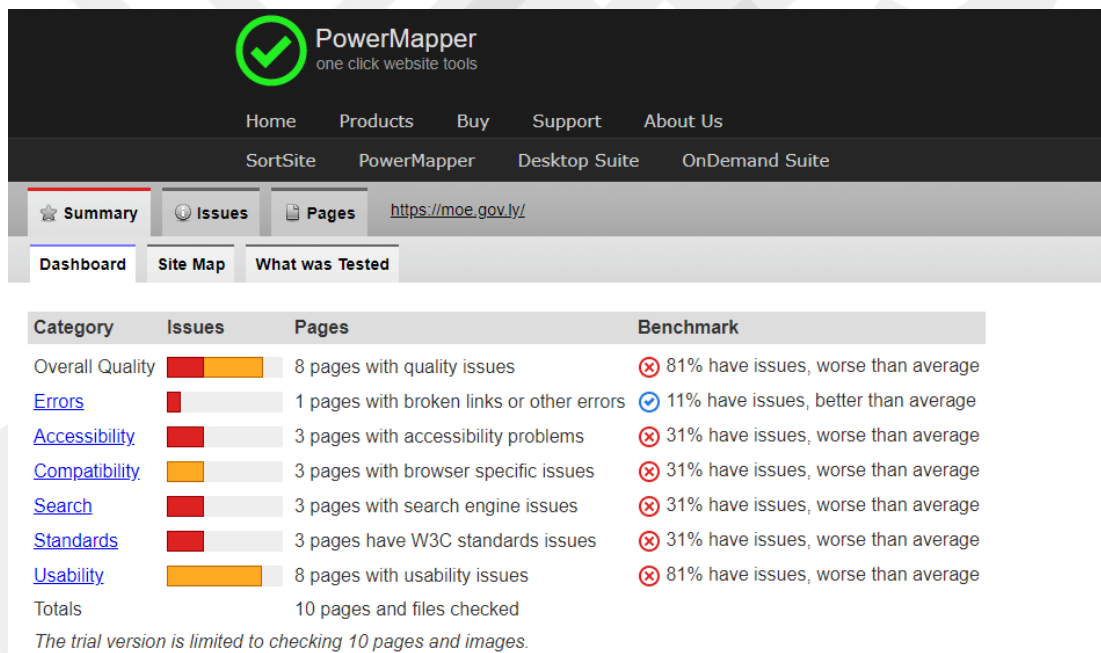 PowerMapper
one click website tools
Home Products Buy Support About Us
SortSite PowerMapper Desktop Suite OnDemand Suite
Summary Issues Pages https://moe.gov.ly/
Dashboard Site Map What was Tested
Category Issues Pages Benchmark
Overall Quality 8 pages with quality issues 81% have issues, worse than average
Errors 1 pages with broken links or other errors 11% have issues, better than average
Accessibility 3 pages with accessibility problems 31% have issues, worse than average
Compatibility 3 pages with browser specific issues 31% have issues, worse than average
Search 3 pages with search engine issues 31% have issues, worse than average
Standards 3 pages have W3C standards issues 31% have issues, worse than average
Usability 8 pages with usability issues 81% have issues, worse than average
Totals 10 pages and files checked
The trial version is limited to checking 10 pages and images.